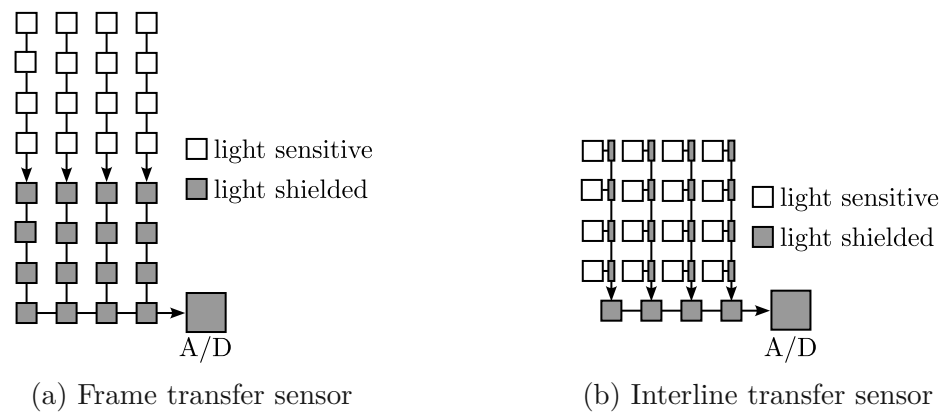 light sensitive
light shielded
A/D
(a) Frame transfer sensor
light sensitive
light shielded
A/D
(b) Interline transfer sensor